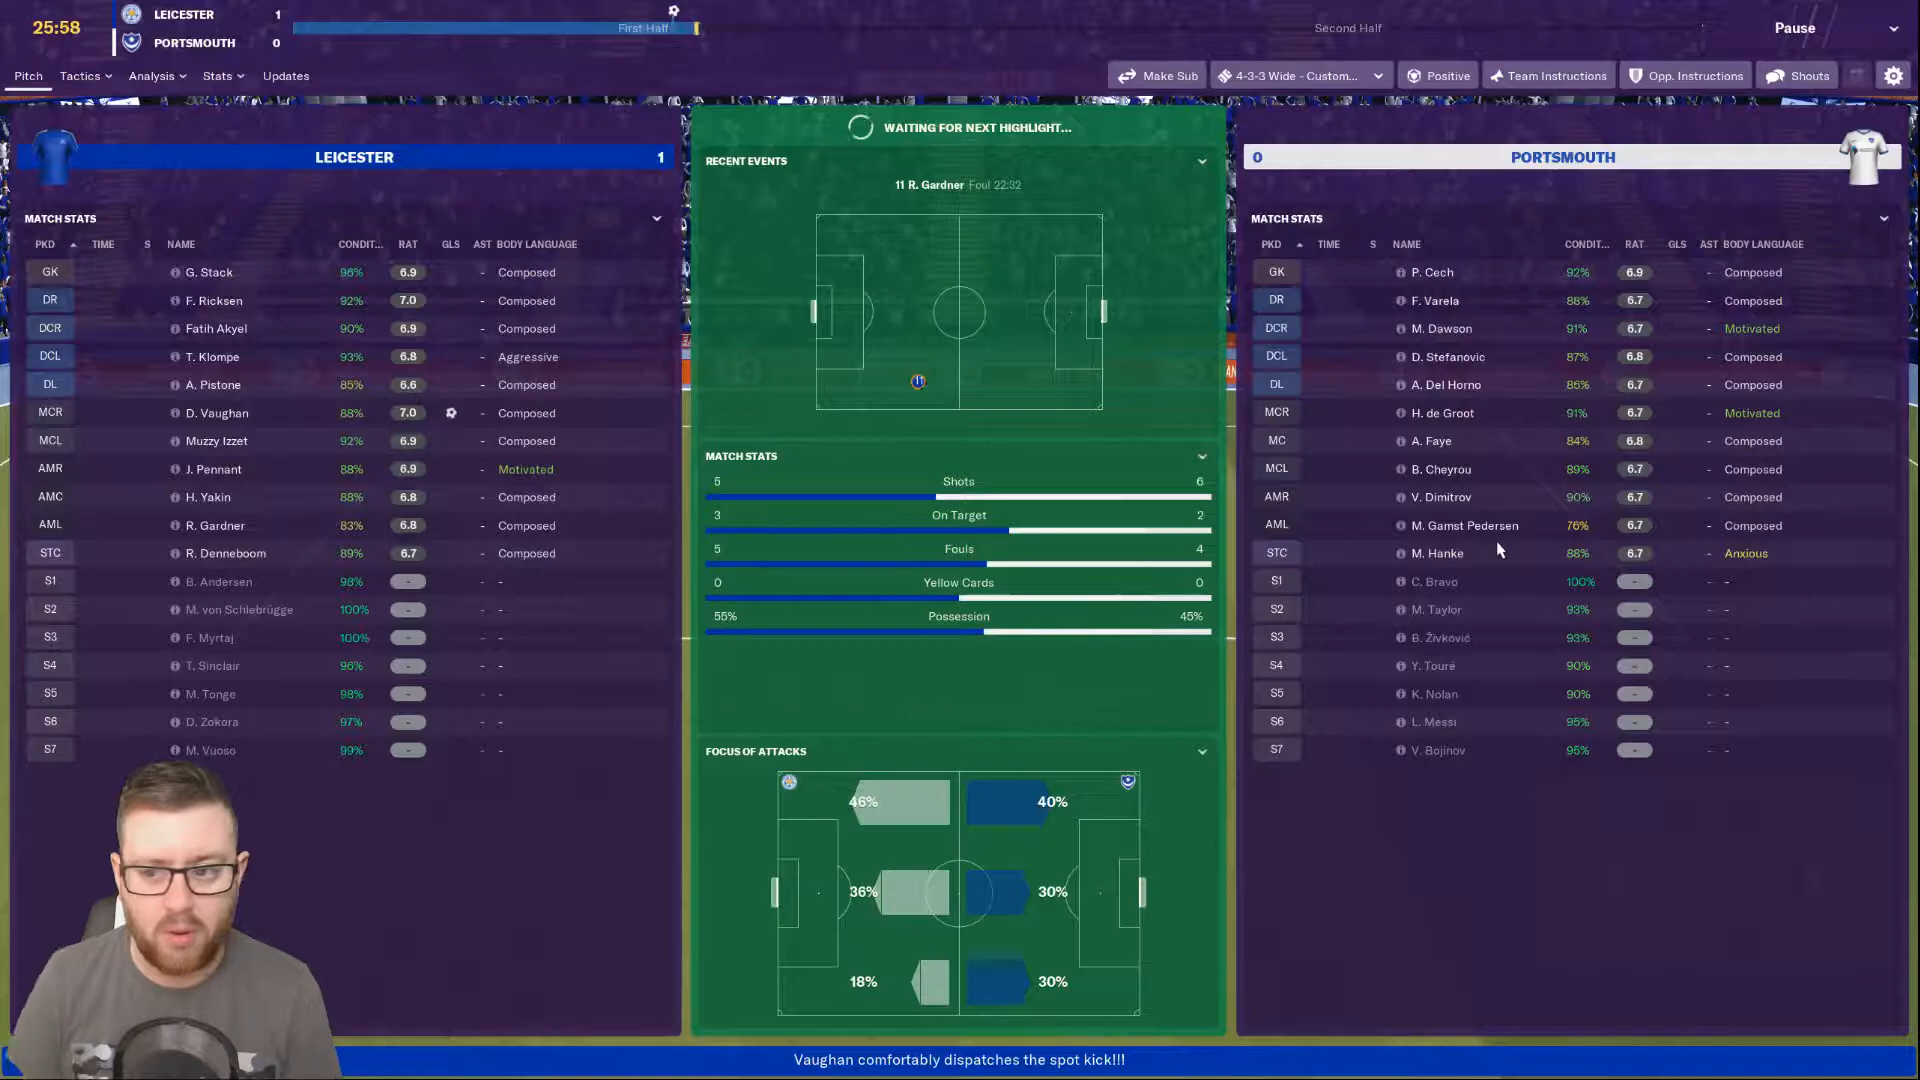 25:58
LEICESTER 1
PORTSMOUTH 0
First Half
Second Half
Pause
Pitch Tactics Analysis Stats Updates
Make Sub 4-3-3 Wide - Custom... Positive Team Instructions Opp. Instructions Shouts
LEICESTER 1
MATCH STATS
PKD TIME S NAME CONDIT... RAT GLS AST BODY LANGUAGE
GK G. Stack 96% 6.9 - Composed
DR F. Ricksen 92% 7.0 - Composed
DCR Fatih Akyel 90% 6.9 - Composed
DCL T. Klompe 93% 6.8 - Aggressive
DL A. Pistone 85% 6.6 - Composed
MCR D. Vaughan 88% 7.0 - Composed
MCL Muzzy Izzet 92% 6.9 - Composed
AMR J. Pennant 88% 6.9 - Motivated
AMC H. Yakin 88% 6.8 - Composed
AML R. Gardner 83% 6.8 - Composed
STC R. Denneboom 89% 6.7 - Composed
S1 B. Andersen 98% - - -
S2 M. von Schlebrügge 100% - - -
S3 F. Myrtaj 100% - - -
S4 T. Sinclair 96% - - -
S5 M. Tonge 98% - - -
S6 D. Zokora 97% - - -
S7 M. Vuoso 99% - - -
WAITING FOR NEXT HIGHLIGHT...
RECENT EVENTS
11 R. Gardner Foul 22:32
11
MATCH STATS
5 Shots 6
3 On Target 2
5 Fouls 4
0 Yellow Cards 0
55% Possession 45%
FOCUS OF ATTACKS
46% 40%
36% 30%
18% 30%
0 PORTSMOUTH
MATCH STATS
PKD TIME S NAME CONDIT... RAT GLS AST BODY LANGUAGE
GK P. Cech 92% 6.9 - Composed
DR F. Varela 88% 6.7 - Composed
DCR M. Dawson 91% 6.7 - Motivated
DCL D. Stefanovic 87% 6.8 - Composed
DL A. Del Horno 86% 6.7 - Composed
MCR H. de Groot 91% 6.7 - Motivated
MC A. Faye 84% 6.8 - Composed
MCL B. Cheyrou 89% 6.7 - Composed
AMR V. Dimitrov 90% 6.7 - Composed
AML M. Gamst Pedersen 76% 6.7 - Composed
STC M. Hanke 88% 6.7 - Anxious
S1 C. Bravo 100% - - -
S2 M. Taylor 93% - - -
S3 B. Živković 93% - - -
S4 Y. Touré 90% - - -
S5 K. Nolan 90% - - -
S6 L. Messi 95% - - -
S7 V. Bojinov 95% - - -
Vaughan comfortably dispatches the spot kick!!!